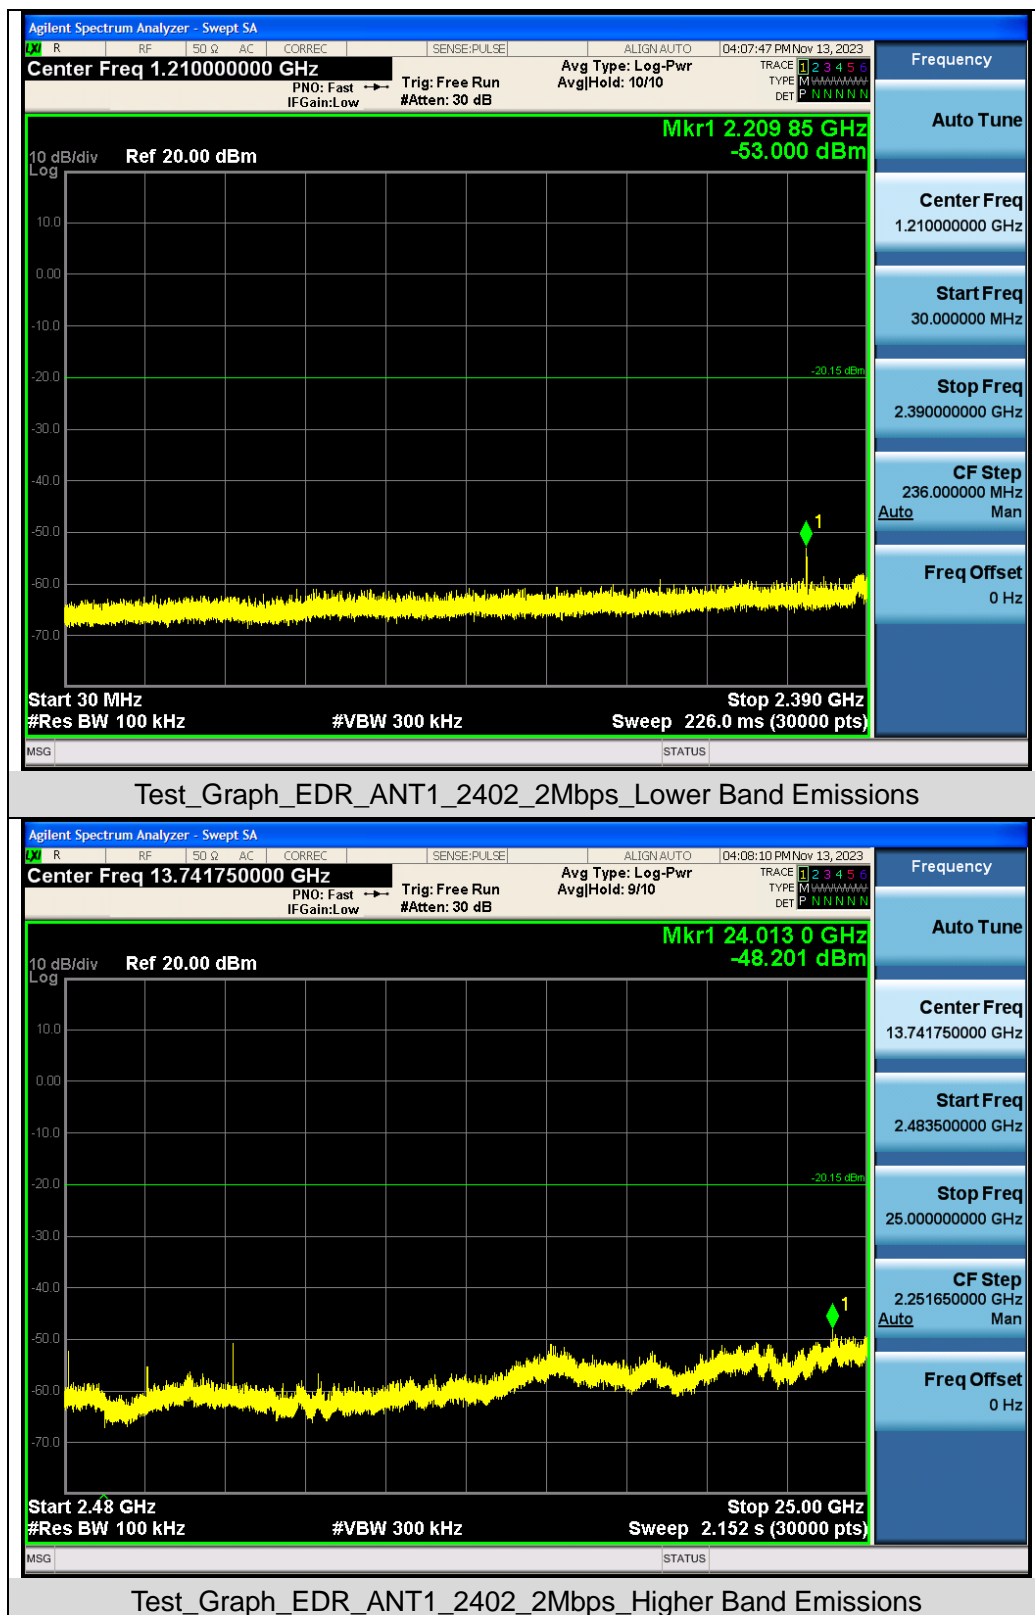 Agilent Spectrum Analyzer - Swept SA
LXI R RF 50 Ω AC CORREC SENSE:PULSE ALIGN AUTO 04:07:47 PM Nov 13, 2023
Center Freq 1.210000000 GHz
PNO: Fast
IFGain:Low
Trig: Free Run
#Atten: 30 dB
Avg Type: Log-Pwr
Avg|Hold: 10/10
TRACE 1 2 3 4 5 6
TYPE M
DET P N N N N N
Mkr1 2.209 85 GHz
-53.000 dBm
10 dB/div Ref 20.00 dBm
Log
10.0
0.00
-10.0
-20.15 dBm
-20.0
-30.0
-40.0
-50.0
1
-60.0
-70.0
Start 30 MHz Stop 2.390 GHz
#Res BW 100 kHz #VBW 300 kHz Sweep 226.0 ms (30000 pts)
MSG STATUS
Frequency
Auto Tune
Center Freq
1.210000000 GHz
Start Freq
30.000000 MHz
Stop Freq
2.390000000 GHz
CF Step
236.000000 MHz
Auto Man
Freq Offset
0 Hz
Test_Graph_EDR_ANT1_2402_2Mbps_Lower Band Emissions
Agilent Spectrum Analyzer - Swept SA
LXI R RF 50 Ω AC CORREC SENSE:PULSE ALIGN AUTO 04:08:10 PM Nov 13, 2023
Center Freq 13.741750000 GHz
PNO: Fast
IFGain:Low
Trig: Free Run
#Atten: 30 dB
Avg Type: Log-Pwr
Avg|Hold: 9/10
TRACE 1 2 3 4 5 6
TYPE M
DET P N N N N N
Mkr1 24.013 0 GHz
-48.201 dBm
10 dB/div Ref 20.00 dBm
Log
10.0
0.00
-10.0
-20.15 dBm
-20.0
-30.0
-40.0
1
-50.0
-60.0
-70.0
Start 2.48 GHz Stop 25.00 GHz
#Res BW 100 kHz #VBW 300 kHz Sweep 2.152 s (30000 pts)
MSG STATUS
Frequency
Auto Tune
Center Freq
13.741750000 GHz
Start Freq
2.483500000 GHz
Stop Freq
25.000000000 GHz
CF Step
2.251650000 GHz
Auto Man
Freq Offset
0 Hz
Test_Graph_EDR_ANT1_2402_2Mbps_Higher Band Emissions